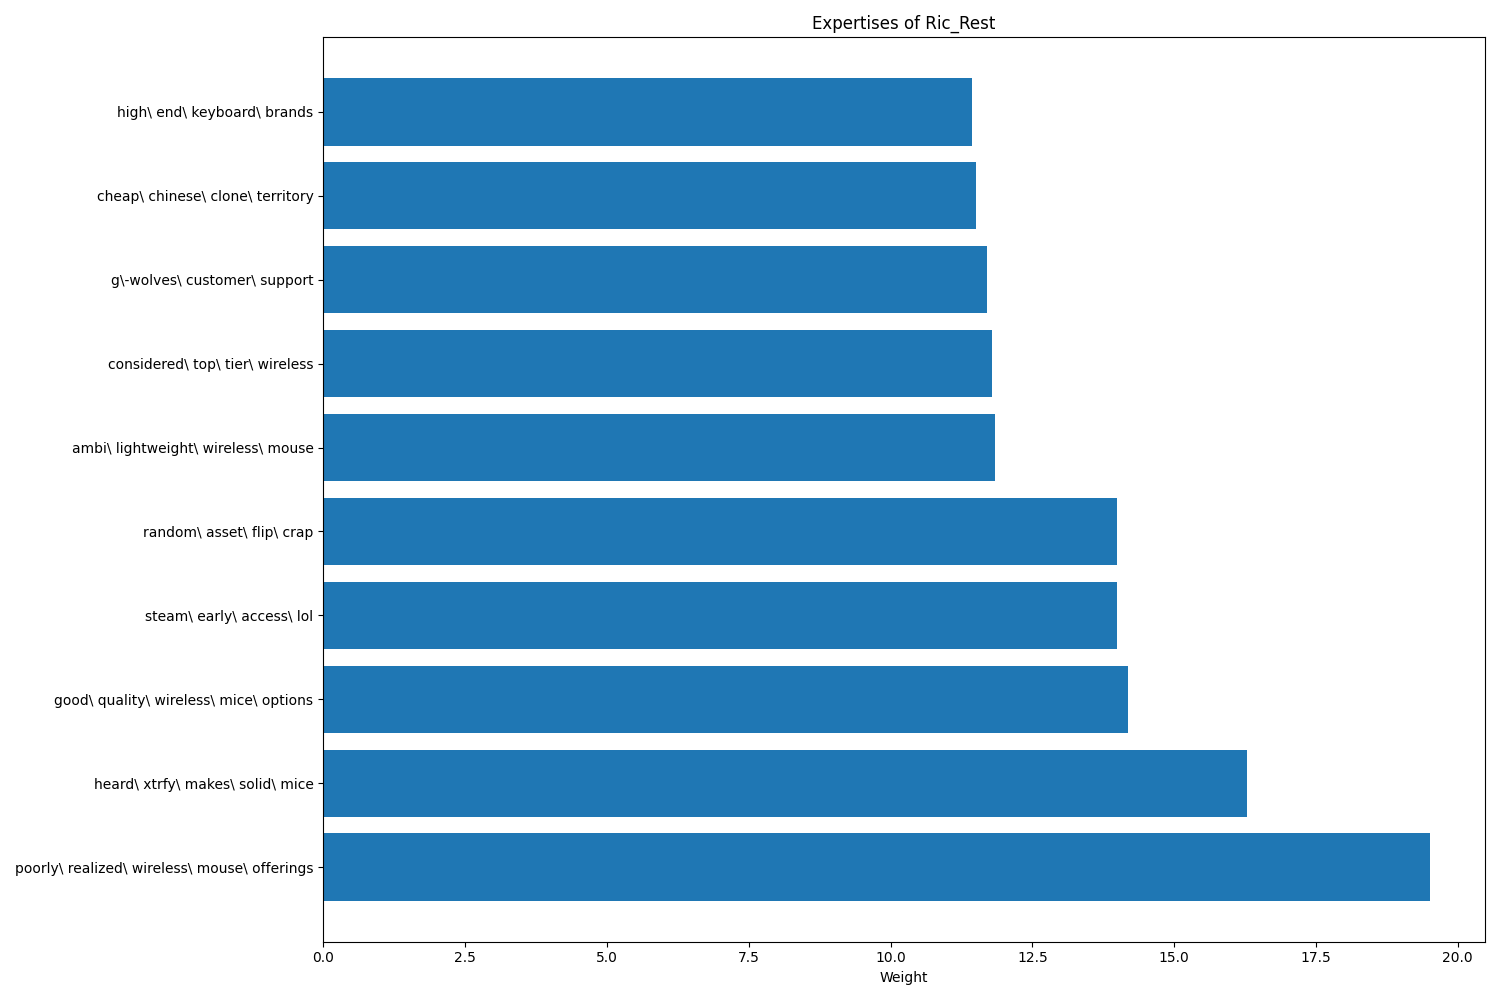 Expertises of Ric_Rest
high\ end\ keyboard\ brands
cheap\ chinese\ clone\ territory
g\-wolves\ customer\ support
considered\ top\ tier\ wireless
ambi\ lightweight\ wireless\ mouse
random\ asset\ flip\ crap
steam\ early\ access\ lol
good\ quality\ wireless\ mice\ options
heard\ xtrfy\ makes\ solid\ mice
poorly\ realized\ wireless\ mouse\ offerings
0.0 2.5 5.0 7.5 10.0 12.5 15.0 17.5 20.0
Weight